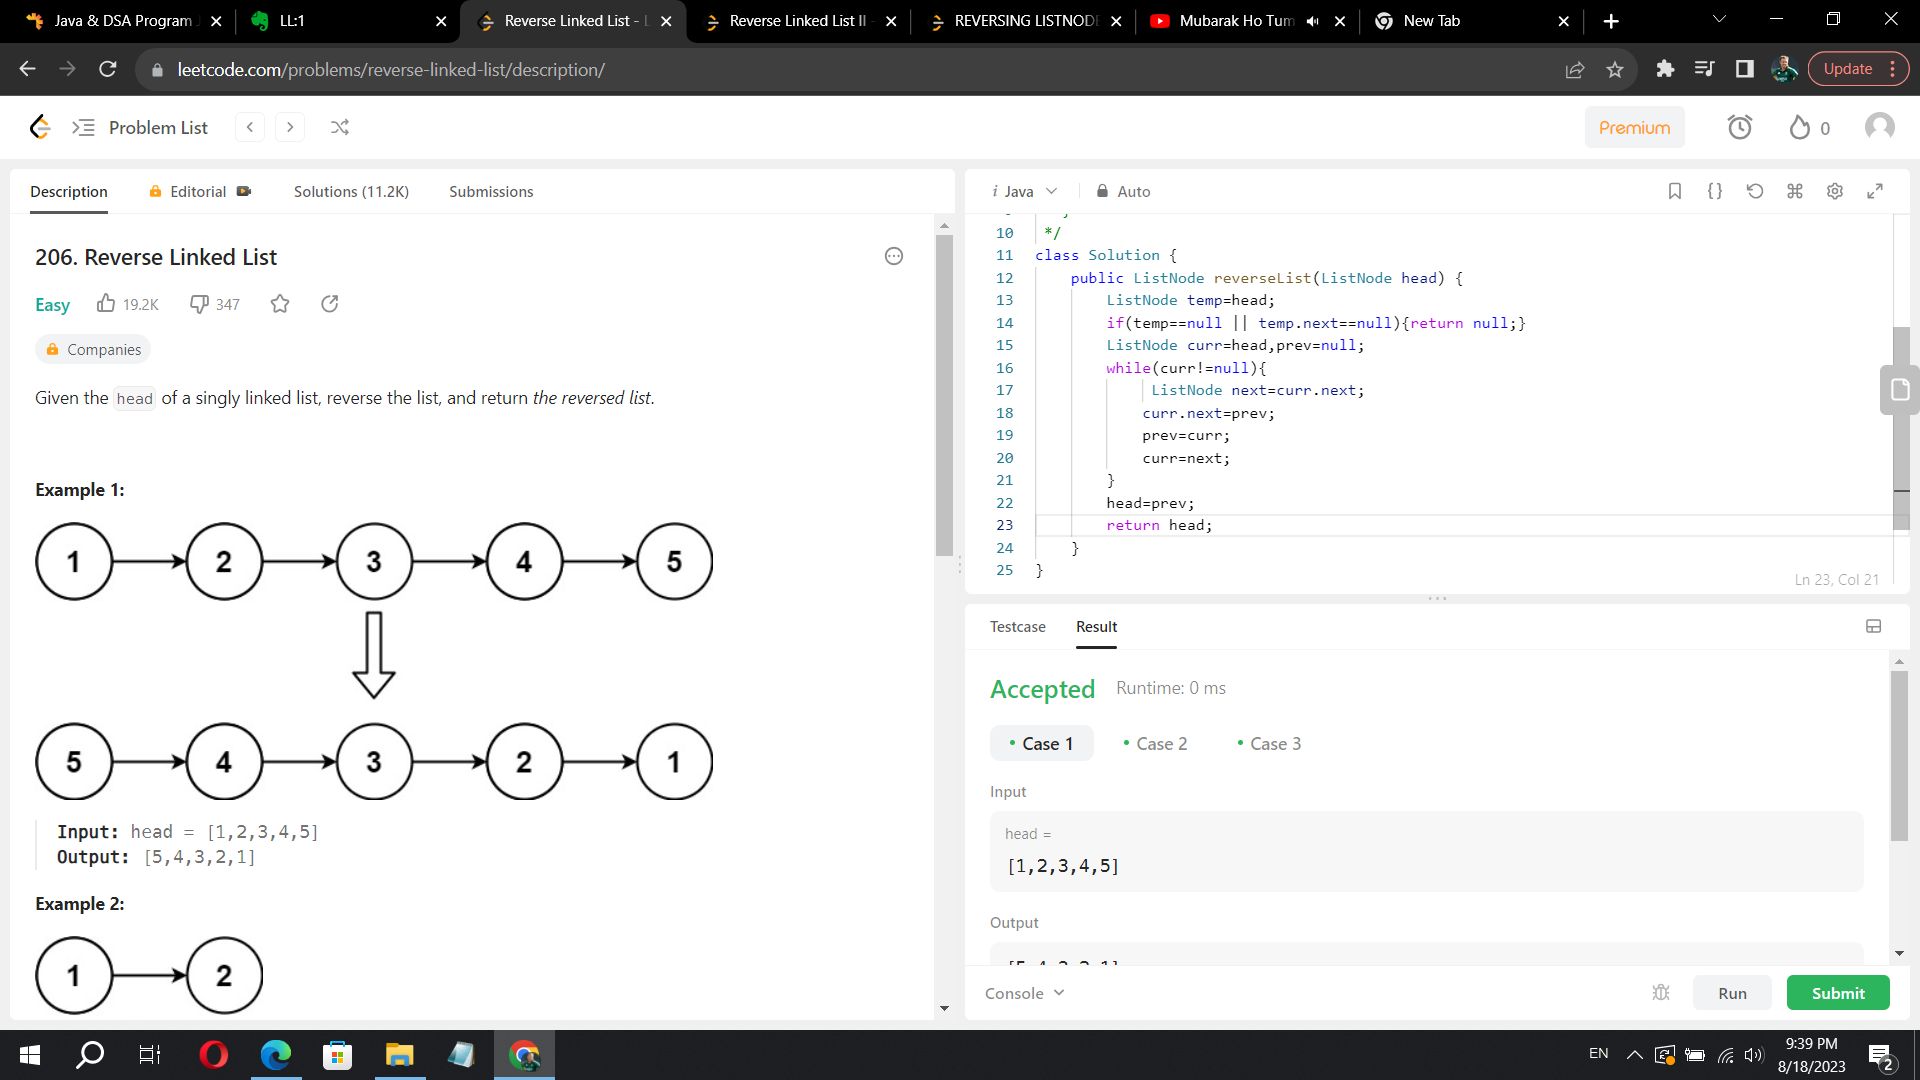 Java & DSA Program
LL:1
Reverse Linked List - L
Reverse Linked List II -
REVERSING LISTNODE
Mubarak Ho Tum
New Tab
leetcode.com/problems/reverse-linked-list/description/
Update
Problem List
Premium
0
Description
Editorial
Solutions (11.2K)
Submissions
206. Reverse Linked List
Easy
19.2K
347
Companies
Given the head of a singly linked list, reverse the list, and return the reversed list.
Example 1:
1 2 3 4 5
5 4 3 2 1
Input: head = [1,2,3,4,5]
Output: [5,4,3,2,1]
Example 2:
1 2
i Java
Auto
10 */
11 class Solution {
12 public ListNode reverseList(ListNode head) {
13 ListNode temp=head;
14 if(temp==null || temp.next==null){return null;}
15 ListNode curr=head,prev=null;
16 while(curr!=null){
17 ListNode next=curr.next;
18 curr.next=prev;
19 prev=curr;
20 curr=next;
21 }
22 head=prev;
23 return head;
24 }
25 }
Ln 23, Col 21
Testcase
Result
Accepted
Runtime: 0 ms
Case 1
Case 2
Case 3
Input
head =
[1,2,3,4,5]
Output
[5,4,3,2,1]
Console
Run
Submit
EN
9:39 PM
8/18/2023
2